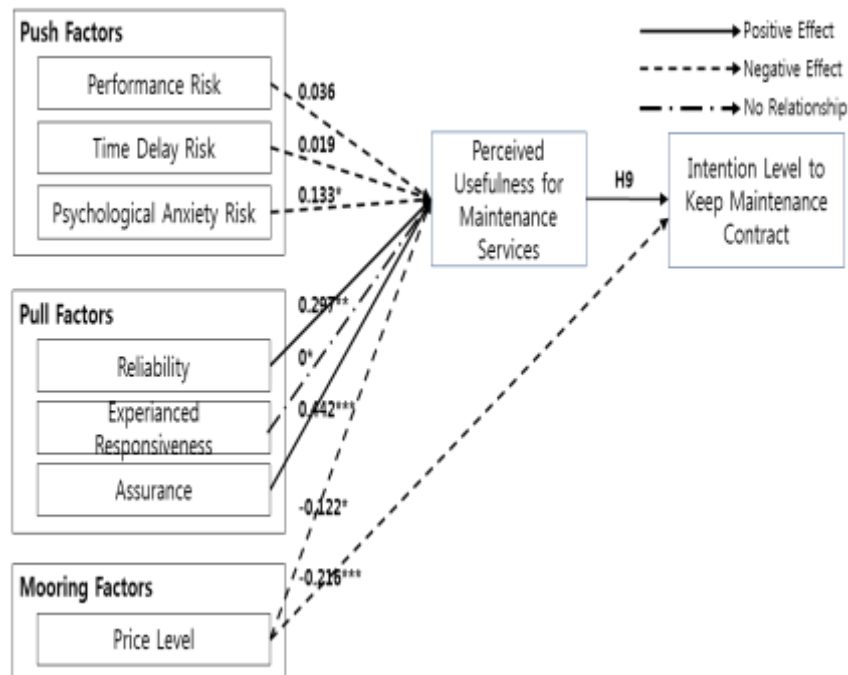 Push Factors
Performance Risk
Time Delay Risk
Psychological Anxiety Risk
0.036
0.019
0.133*
Positive Effect
Negative Effect
No Relationship
Perceived
Usefulness for
Maintenance
Services
H9
Intention Level to
Keep Maintenance
Contract
Pull Factors
Reliability
Experianced
Responsiveness
Assurance
0.297**
0*
0.442***
-0.122*
-0.216***
Mooring Factors
Price Level